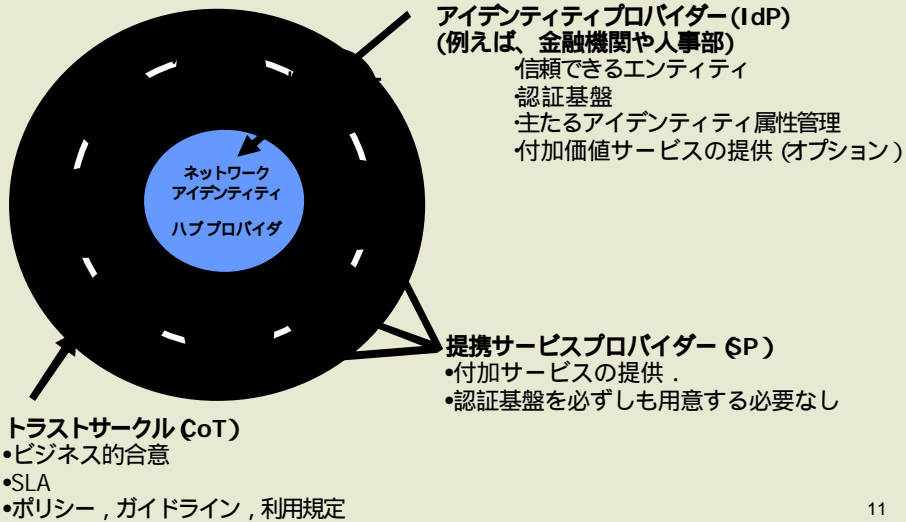 アイデンティティプロバイダー(IdP)
(例えば、金融機関や人事部)
・信頼できるエンティティ
・認証基盤
・主たるアイデンティティ属性管理
・付加価値サービスの提供 (オプション)
ネットワーク
アイデンティティ
ハブ プロバイダ
提携サービスプロバイダー (SP)
•付加サービスの提供.
•認証基盤を必ずしも用意する必要なし
トラストサークル (CoT)
•ビジネス的合意
•SLA
•ポリシー, ガイドライン, 利用規定
11